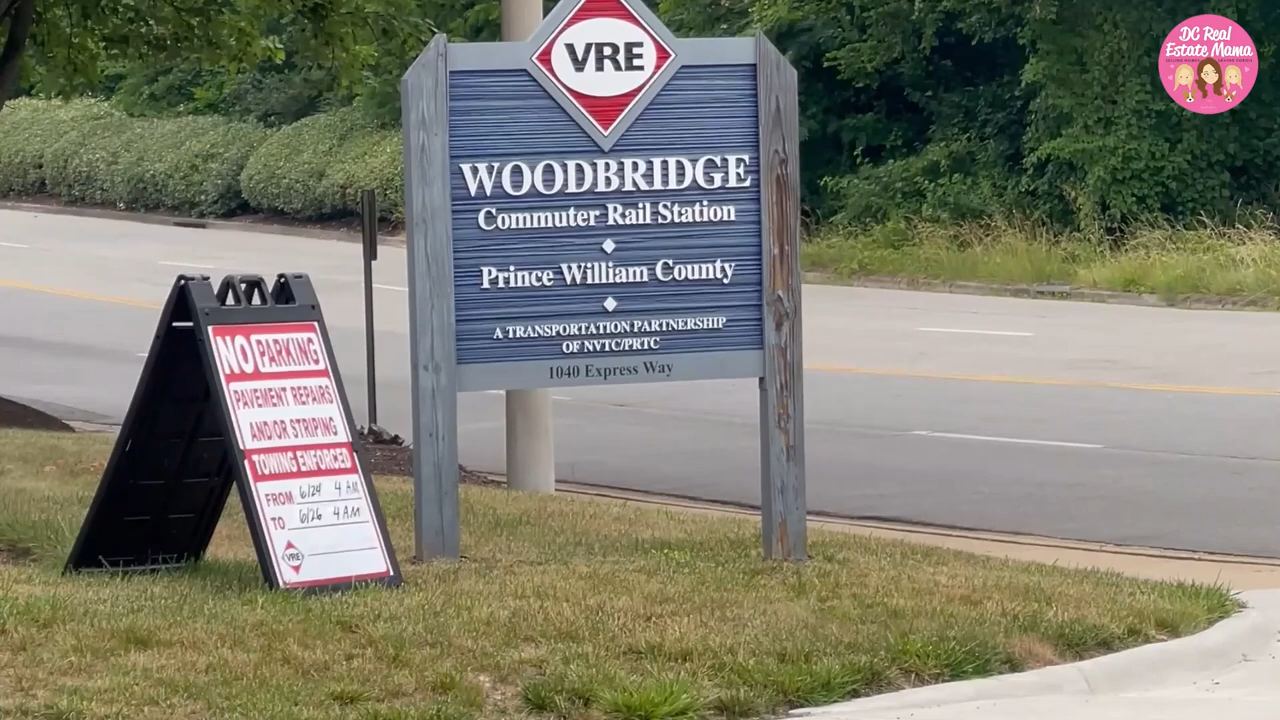 VRE
WOODBRIDGE
Commuter Rail Station
Prince William County
A TRANSPORTATION PARTNERSHIP
OF NVTC/PRTC
1040 Express Way
NO PARKING
PAVEMENT REPAIRS
AND/OR STRIPING
TOWING ENFORCED
FROM 6/24 4 AM
TO 6/26 4 AM
VRE
DC Real
Estate Mama